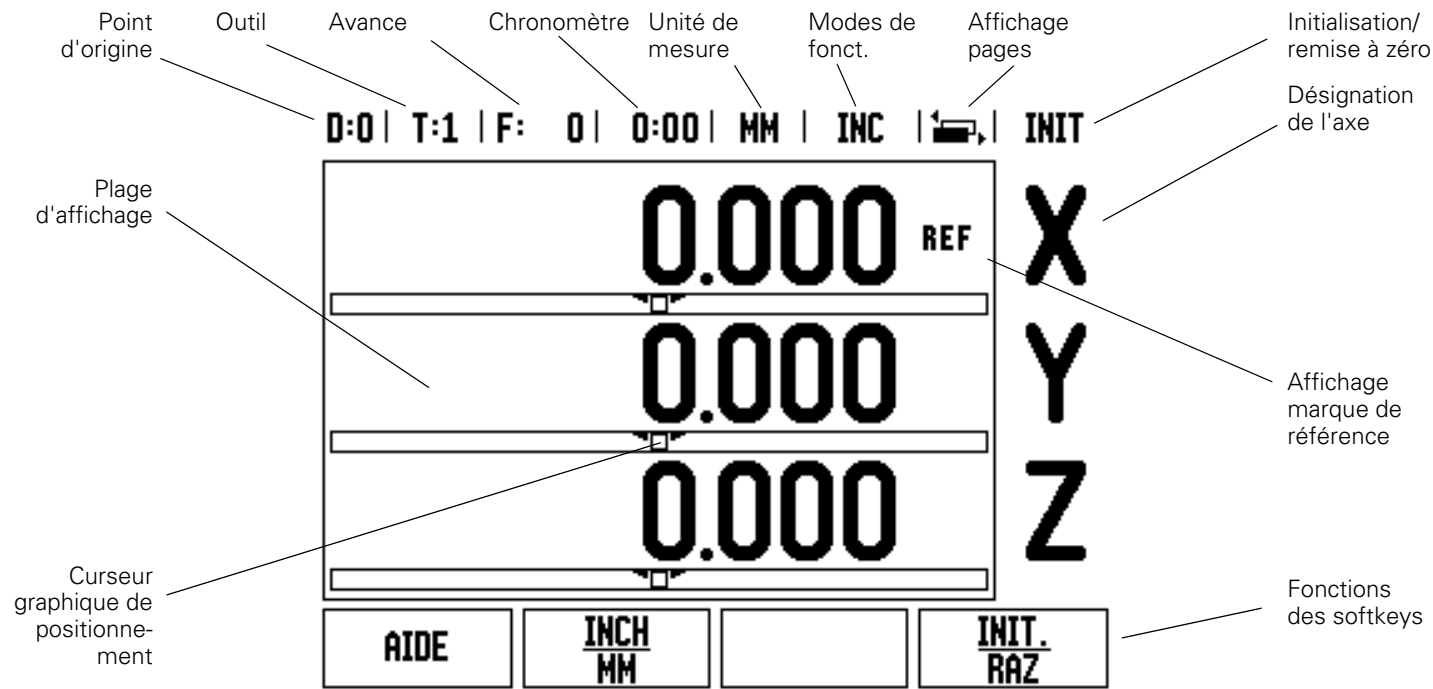 Point
d'origine
Outil
Avance
Chronomètre
Unité de
mesure
Modes de
fonct.
Affichage
pages
Initialisation/
remise à zéro
D:0 | T:1 | F: 0 | 0:00 | MM | INC | | INIT
Désignation
de l'axe
Plage
d'affichage
0.000 REF X
0.000 Y
Affichage
marque de
référence
0.000 Z
Curseur
graphique de
positionne-
ment
Fonctions
des softkeys
AIDE
INCH
MM
INIT.
RAZ